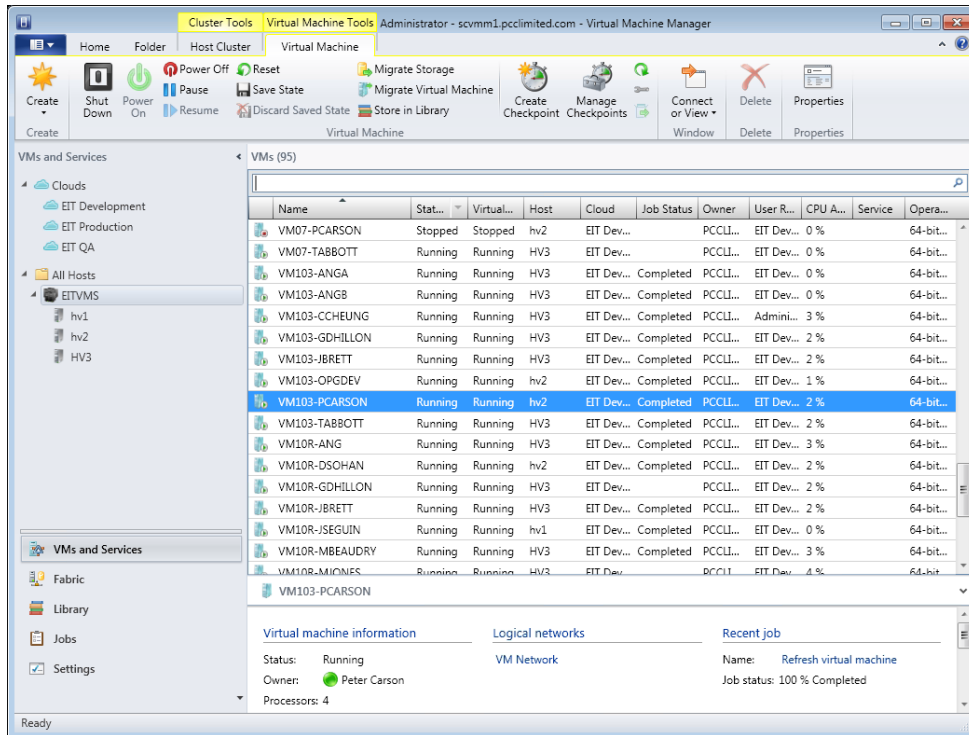 Cluster Tools Virtual Machine Tools Administrator - scvmm1.pcclimited.com - Virtual Machine Manager
Home Folder Host Cluster Virtual Machine
Create
Shut Down
Power On
Power Off
Pause
Resume
Reset
Save State
Discard Saved State
Migrate Storage
Migrate Virtual Machine
Store in Library
Create Checkpoint
Manage Checkpoints
Connect or View
Delete
Properties
Create Virtual Machine Window Delete Properties
VMs and Services
Clouds
EIT Development
EIT Production
EIT QA
All Hosts
EITVMS
hv1
hv2
HV3
VMs and Services
Fabric
Library
Jobs
Settings
VMs (95)
Name Stat... Virtual... Host Cloud Job Status Owner User R... CPU A... Service Opera...
VM07-PCARSON Stopped Stopped hv2 EIT Dev... PCCLI... EIT Dev... 0 % 64-bit...
VM07-TABBOTT Running Running HV3 EIT Dev... PCCLI... EIT Dev... 0 % 64-bit...
VM103-ANGA Running Running HV3 EIT Dev... Completed PCCLI... EIT Dev... 0 % 64-bit...
VM103-ANGB Running Running HV3 EIT Dev... Completed PCCLI... EIT Dev... 0 % 64-bit...
VM103-CCHEUNG Running Running HV3 EIT Dev... Completed PCCLI... Admini... 3 % 64-bit...
VM103-GDHILLON Running Running HV3 EIT Dev... Completed PCCLI... EIT Dev... 2 % 64-bit...
VM103-JBRETT Running Running HV3 EIT Dev... Completed PCCLI... EIT Dev... 2 % 64-bit...
VM103-OPGDEV Running Running hv2 EIT Dev... Completed PCCLI... EIT Dev... 1 % 64-bit...
VM103-PCARSON Running Running hv2 EIT Dev... Completed PCCLI... EIT Dev... 2 % 64-bit...
VM103-TABBOTT Running Running HV3 EIT Dev... Completed PCCLI... EIT Dev... 2 % 64-bit...
VM10R-ANG Running Running HV3 EIT Dev... Completed PCCLI... EIT Dev... 3 % 64-bit...
VM10R-DSOHAN Running Running hv2 EIT Dev... Completed PCCLI... EIT Dev... 2 % 64-bit...
VM10R-GDHILLON Running Running HV3 EIT Dev... PCCLI... EIT Dev... 2 % 64-bit...
VM10R-JBRETT Running Running HV3 EIT Dev... Completed PCCLI... EIT Dev... 2 % 64-bit...
VM10R-JSEGUIN Running Running hv1 EIT Dev... Completed PCCLI... EIT Dev... 0 % 64-bit...
VM10R-MBEAUDRY Running Running HV3 EIT Dev... Completed PCCLI... EIT Dev... 3 % 64-bit...
VM10R-MJONES Running Running HV3 EIT Dev PCCLI EIT Dev 4 % 64-bit
VM103-PCARSON
Virtual machine information
Status: Running
Owner: Peter Carson
Processors: 4
Logical networks
VM Network
Recent job
Name: Refresh virtual machine
Job status: 100 % Completed
Ready